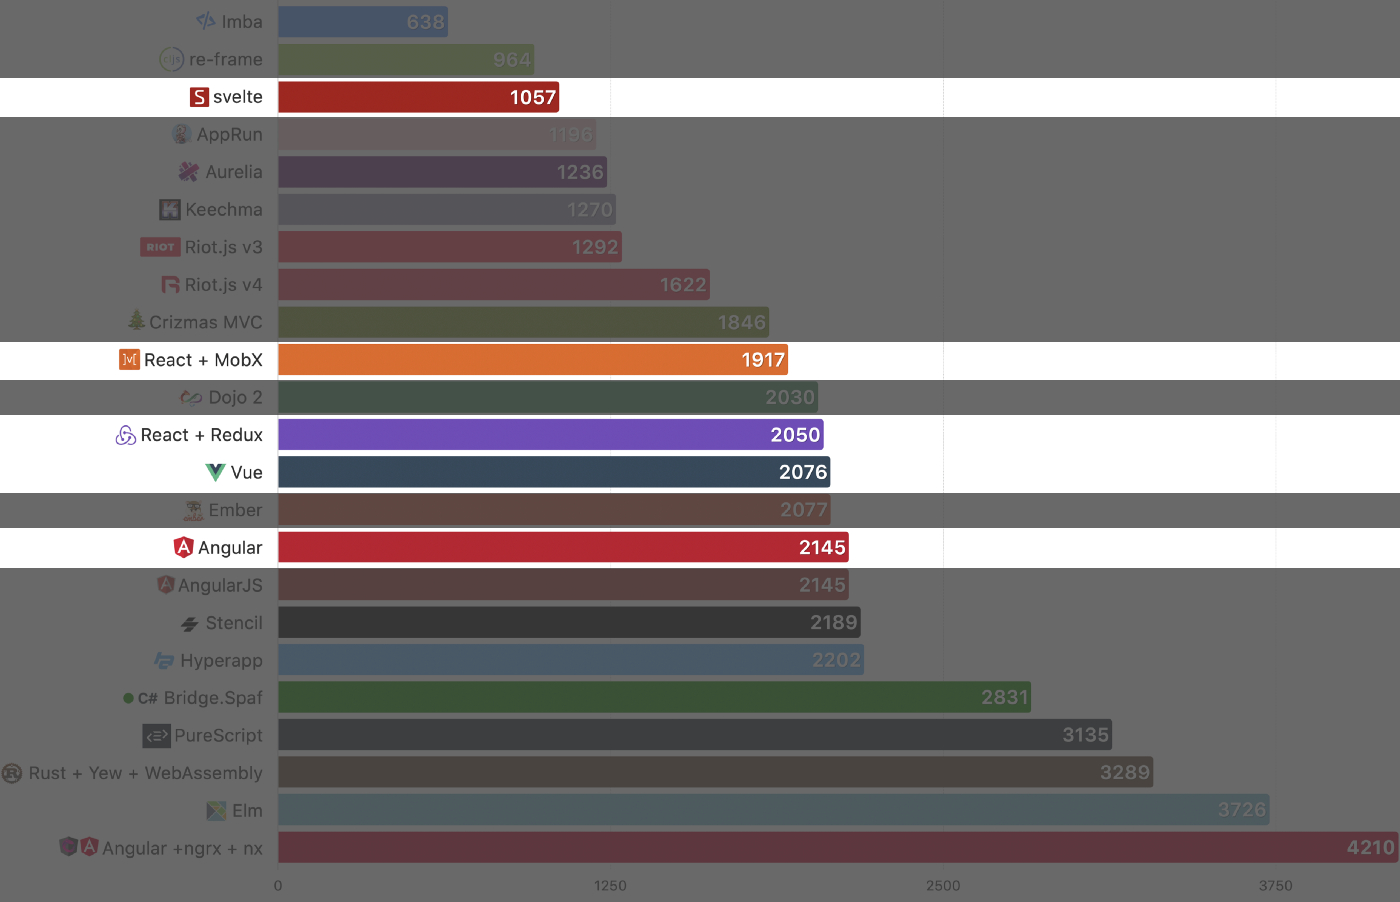 Imba 638
re-frame 964
svelte 1057
AppRun 1196
Aurelia 1236
Keechma 1270
RIOT Riot.js v3 1292
Riot.js v4 1622
Crizmas MVC 1846
]v[ React + MobX 1917
Dojo 2 2030
React + Redux 2050
Vue 2076
Ember 2077
Angular 2145
AngularJS 2145
Stencil 2189
Hyperapp 2202
C# Bridge.Spaf 2831
PureScript 3135
Rust + Yew + WebAssembly 3289
Elm 3726
Angular +ngrx + nx 4210
0 1250 2500 3750